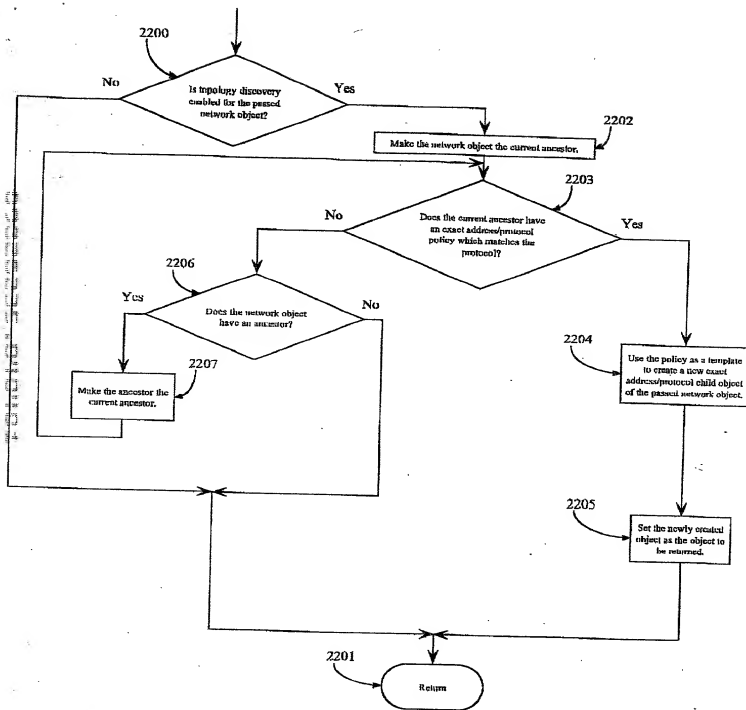 2200
No
Yes
Is topology discovery
enabled for the passed
network object?
2202
Make the network object the current ancestor.
2203
No
Yes
Does the current ancestor have
an exact address/protocol
policy which matches the
protocol?
2206
Yes
No
Does the network object
have an ancestor?
2207
Make the ancestor the
current ancestor.
2204
Use the policy as a template
to create a new exact
address/protocol child object
of the passed network object.
2205
Set the newly created
object as the object to
be returned.
2201
Return